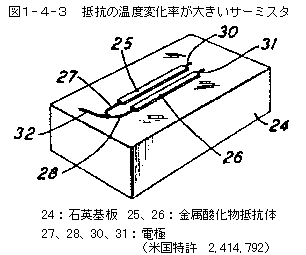 図1-4-3　抵抗の温度変化率が大きいサーミスタ
30
25
31
27
32
28
26
24
24：石英基板　25、26：金属酸化物抵抗体
27、28、30、31：電極
（米国特許　2,414,792）